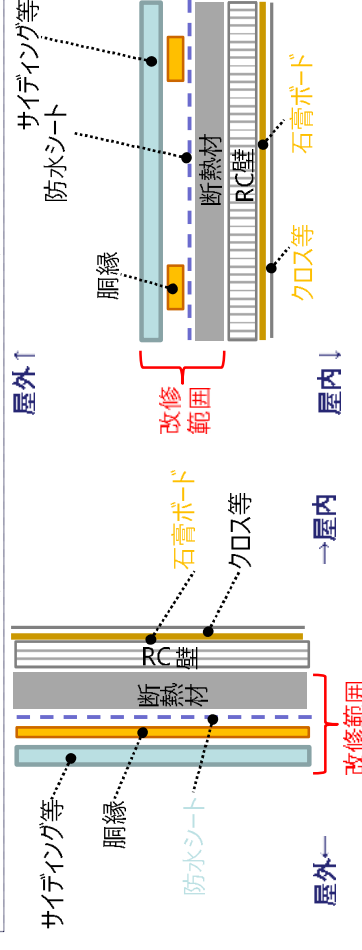 屋外↑
サイディング等
防水シート
胴縁
断熱材
RC壁
石膏ボード
クロス等
改修
範囲
屋内↓
→屋内
石膏ボード
クロス等
RC
壁
断
熱
材
サイディング等
胴縁
防水シート
改修範囲
屋外←